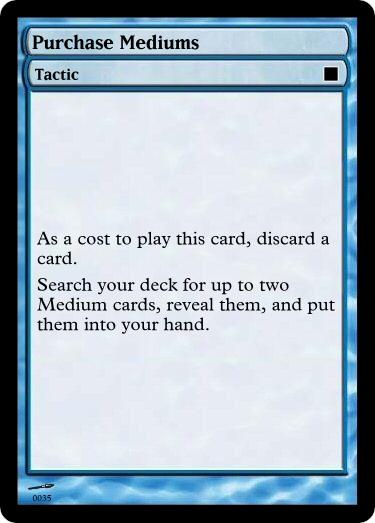 Purchase Mediums
Tactic
As a cost to play this card, discard a
card.
Search your deck for up to two
Medium cards, reveal them, and put
them into your hand.
0035